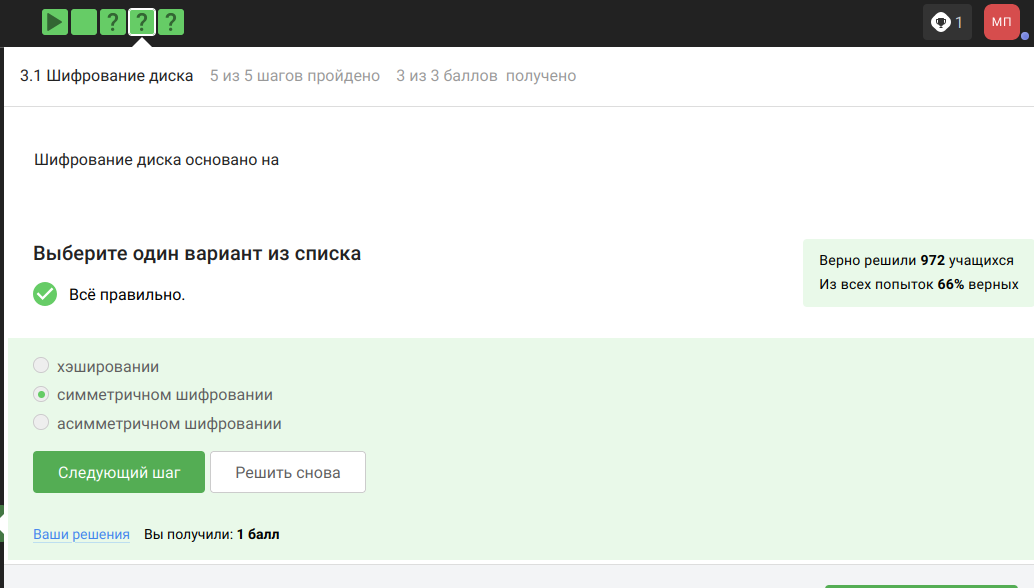 ? ? ?
1
МП
3.1 Шифрование диска 5 из 5 шагов пройдено 3 из 3 баллов получено
Шифрование диска основано на
Выберите один вариант из списка
Верно решили 972 учащихся
Из всех попыток 66% верных
Всё правильно.
хэшировании
симметричном шифровании
асимметричном шифровании
Следующий шаг Решить снова
Ваши решения Вы получили: 1 балл